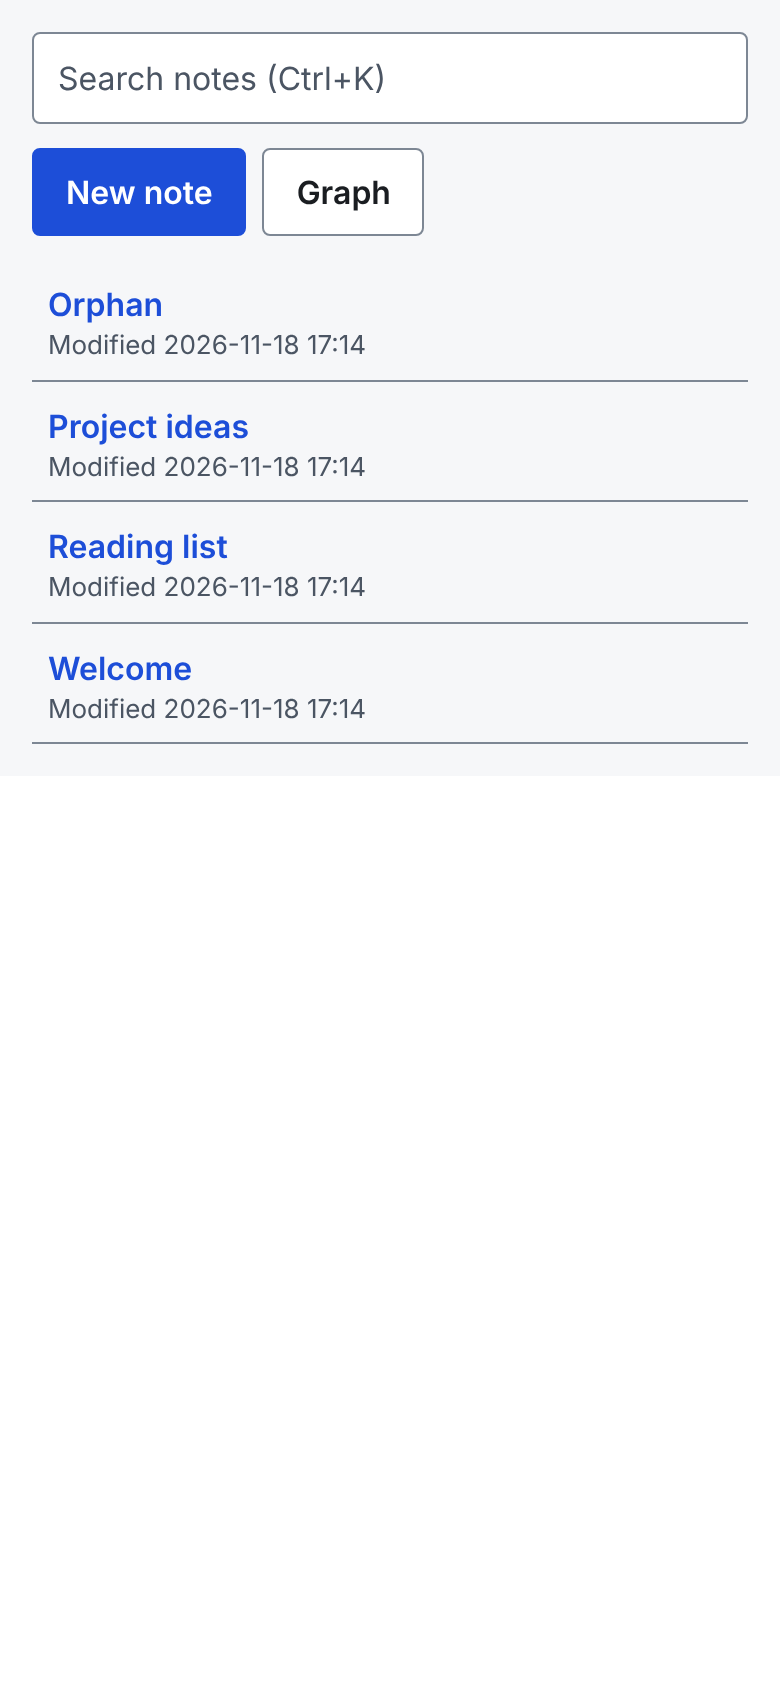 Search notes (Ctrl+K)
New note
Graph
Orphan
Modified 2026-11-18 17:14
Project ideas
Modified 2026-11-18 17:14
Reading list
Modified 2026-11-18 17:14
Welcome
Modified 2026-11-18 17:14